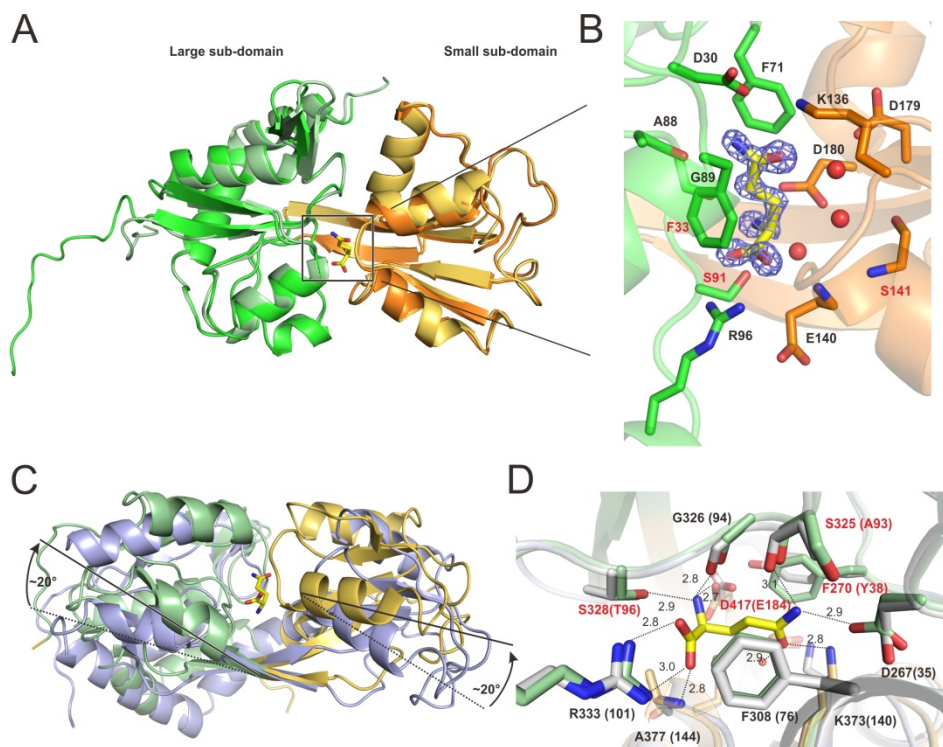 A
Large sub-domain
Small sub-domain
B
D30
F71
K136
D179
A88
D180
G89
F33
S91
S141
R96
E140
C
~20°
~20°
D
G326 (94)
S325 (A93)
2.8
3.1
F270 (Y38)
2.7
S328(T96)
2.9
D417(E184)
2.9
2.8
2.8
2.9
D267(35)
3.0
2.8
R333 (101)
F308 (76)
K373(140)
A377 (144)